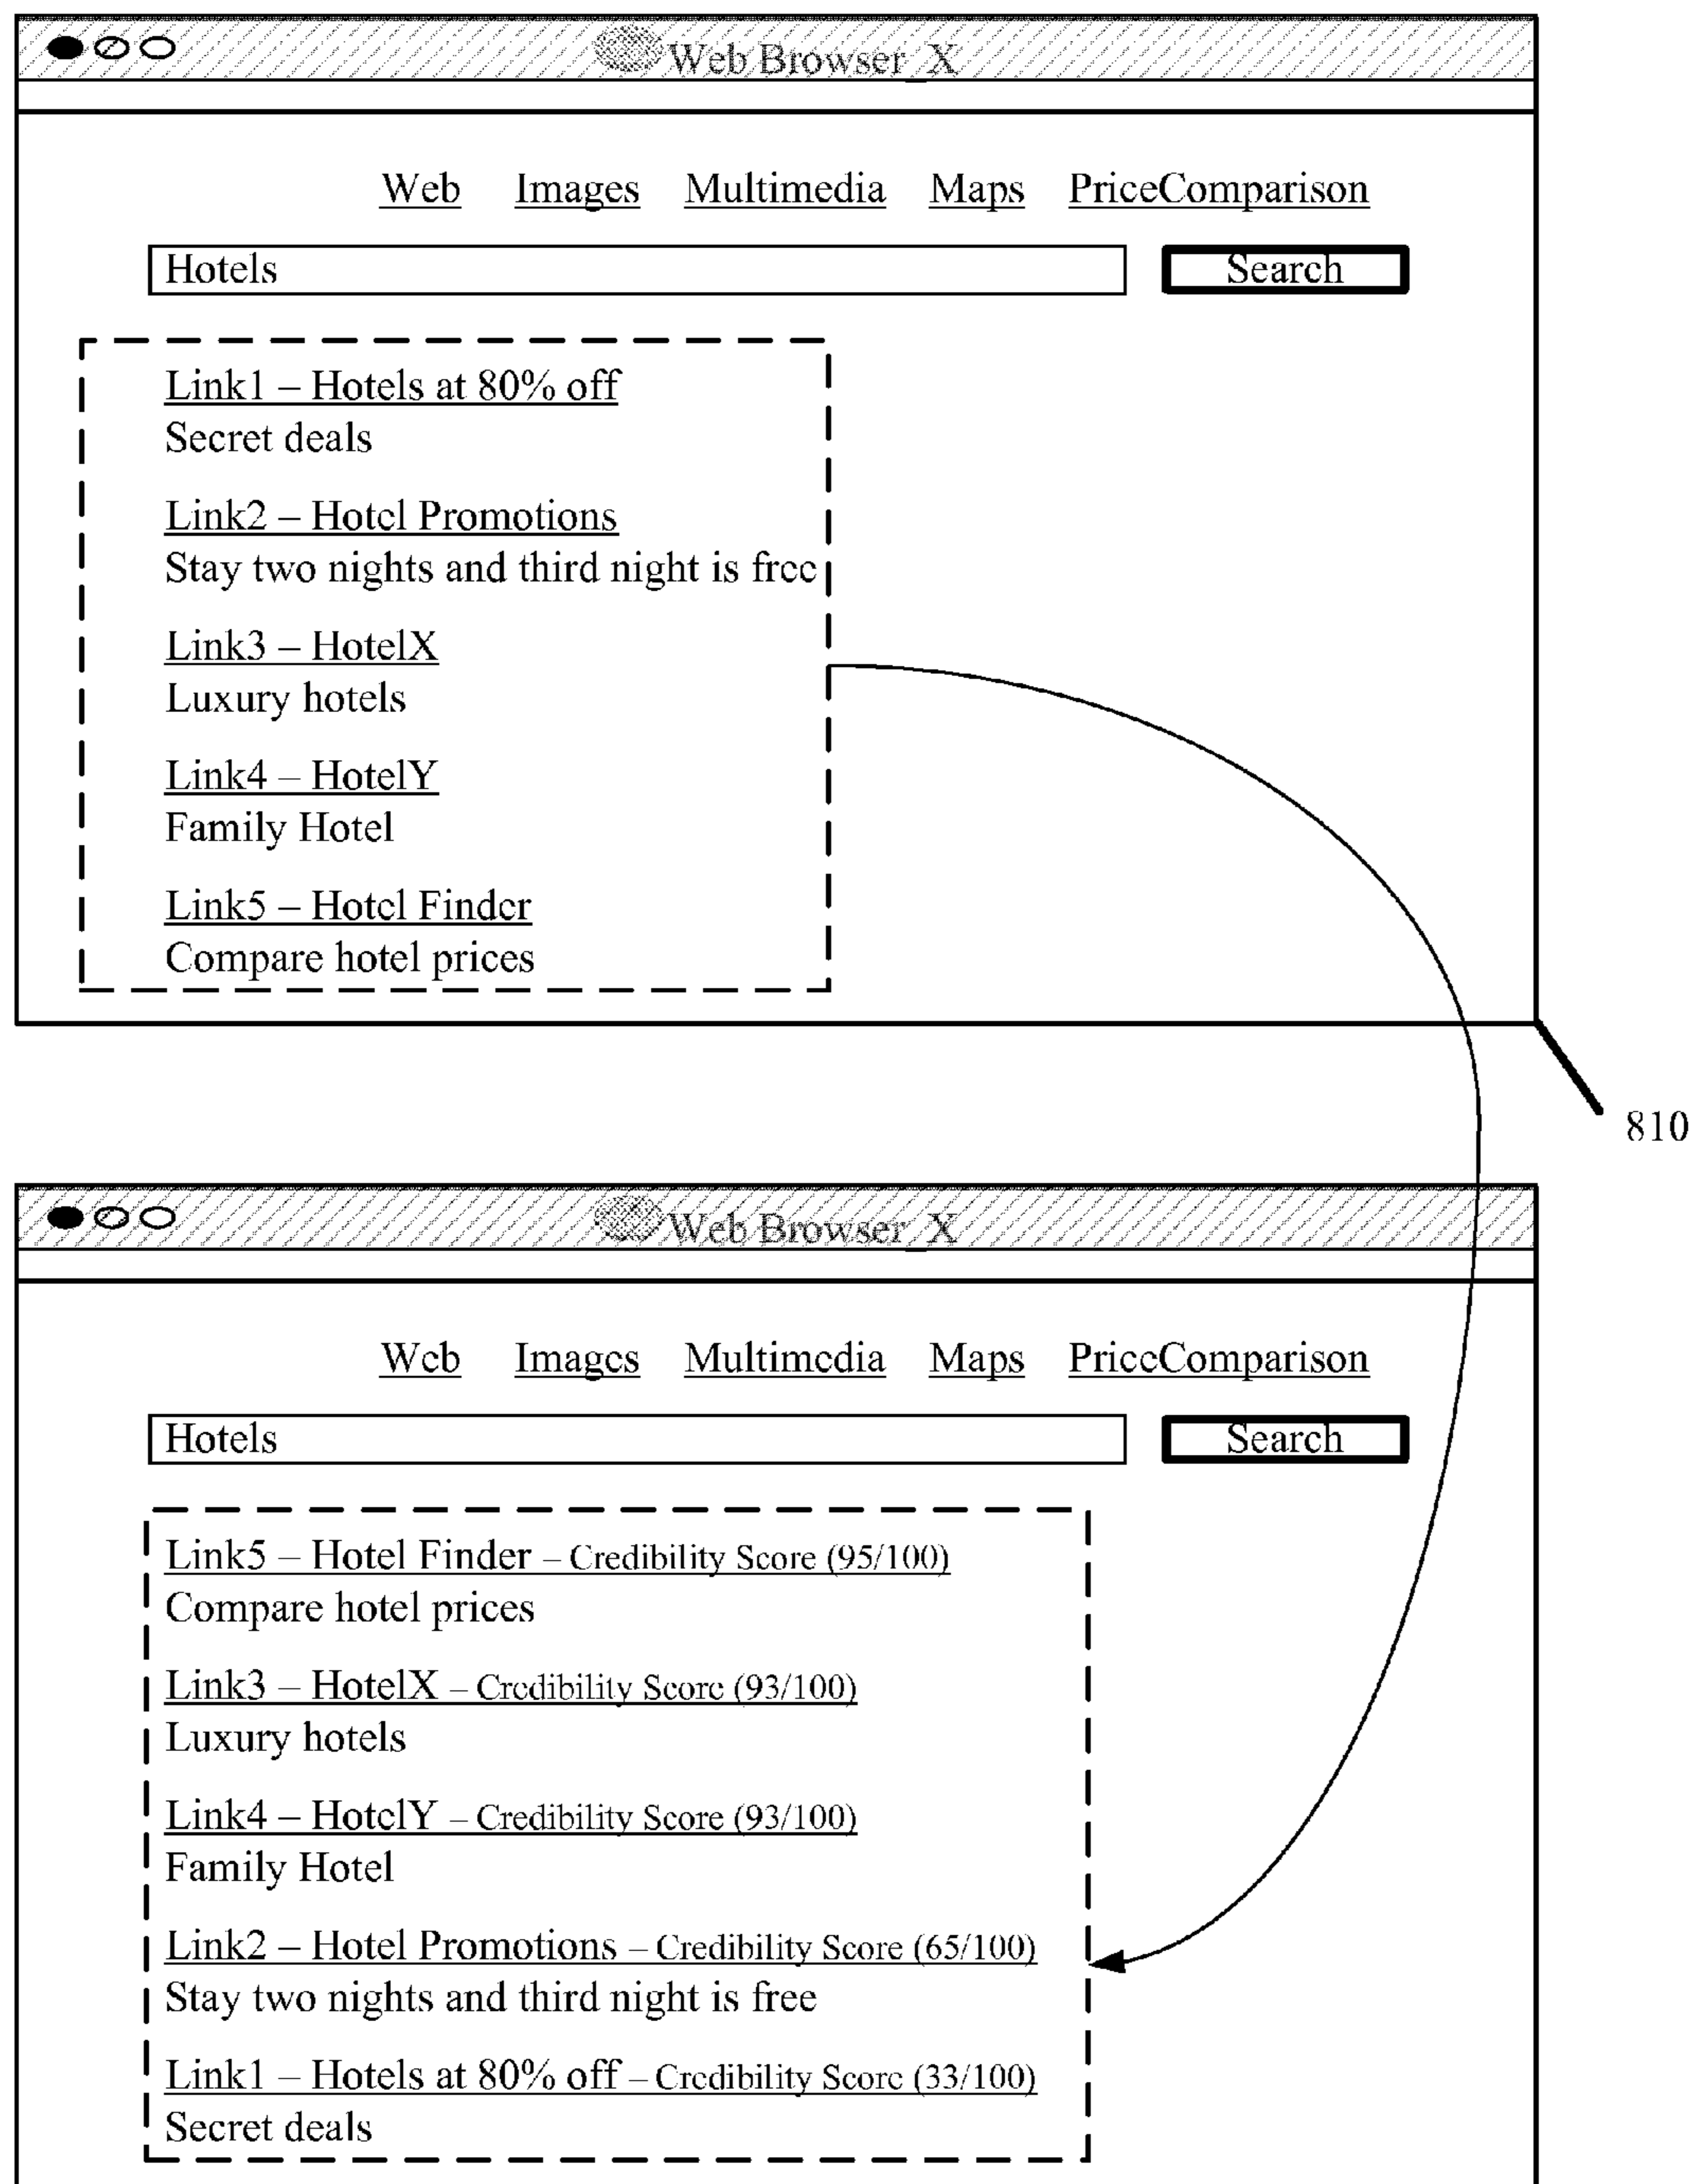 Web Browser_X
Web Images Multimedia Maps PriceComparison
Hotels Search
Link1 – Hotels at 80% off
Secret deals
Link2 – Hotel Promotions
Stay two nights and third night is free
Link3 – HotelX
Luxury hotels
Link4 – HotelY
Family Hotel
Link5 – Hotel Finder
Compare hotel prices
810
Web Browser_X
Web Images Multimedia Maps PriceComparison
Hotels Search
Link5 – Hotel Finder – Credibility Score (95/100)
Compare hotel prices
Link3 – HotelX – Credibility Score (93/100)
Luxury hotels
Link4 – HotelY – Credibility Score (93/100)
Family Hotel
Link2 – Hotel Promotions – Credibility Score (65/100)
Stay two nights and third night is free
Link1 – Hotels at 80% off – Credibility Score (33/100)
Secret deals